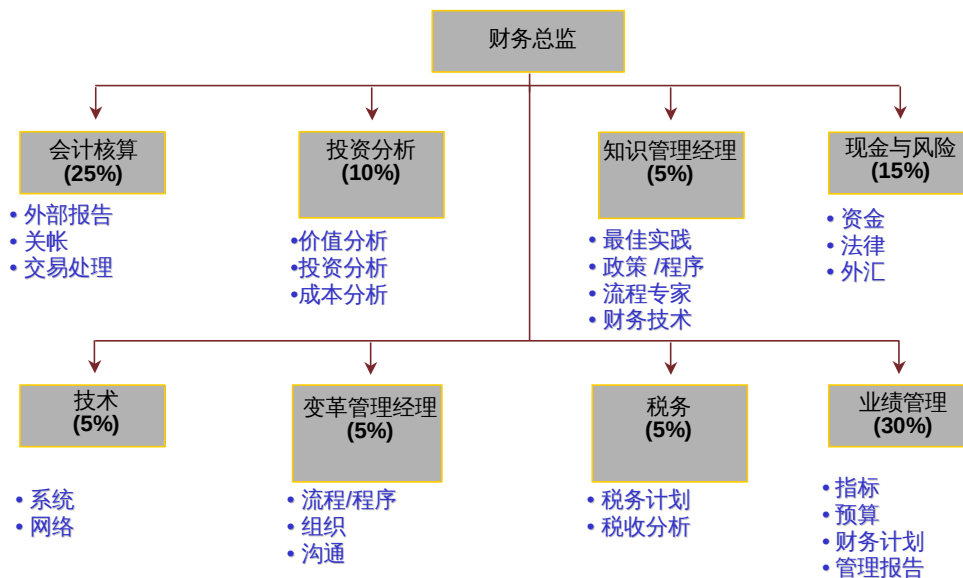 财务总监
会计核算
(25%)
• 外部报告
• 关帐
• 交易处理
投资分析
(10%)
•价值分析
•投资分析
•成本分析
知识管理经理
(5%)
• 最佳实践
• 政策 /程序
• 流程专家
• 财务技术
现金与风险
(15%)
• 资金
• 法律
• 外汇
技术
(5%)
• 系统
• 网络
变革管理经理
(5%)
• 流程/程序
• 组织
• 沟通
税务
(5%)
• 税务计划
• 税收分析
业绩管理
(30%)
• 指标
• 预算
• 财务计划
• 管理报告